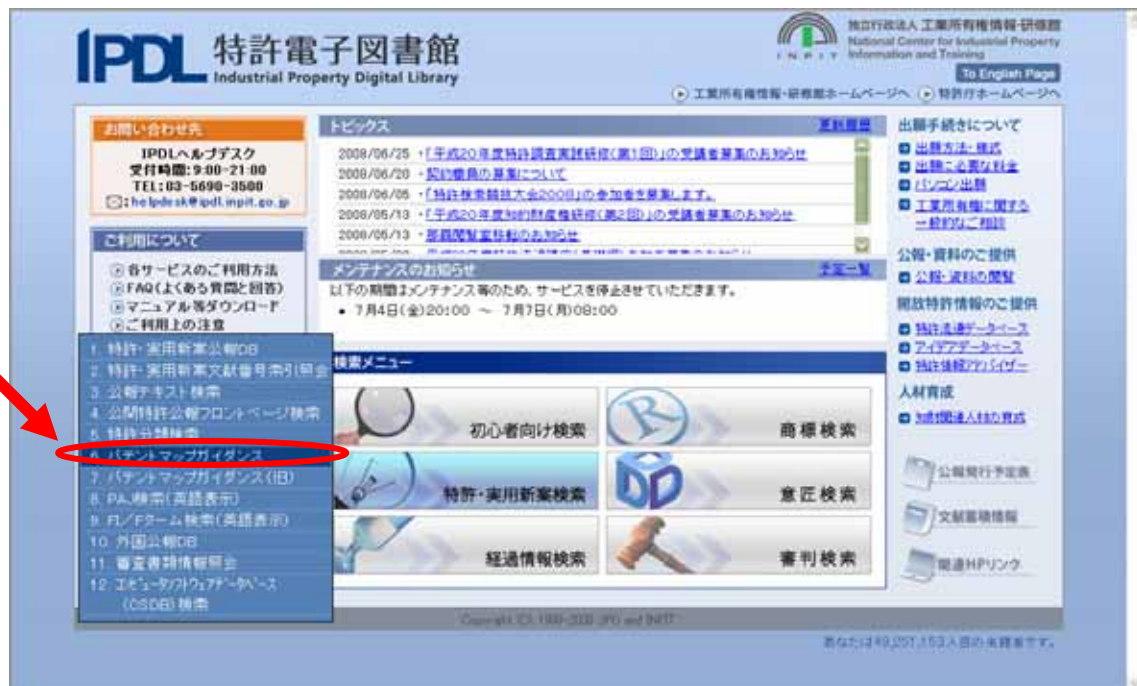 IPDL 特許電子図書館
Industrial Property Digital Library
独立行政法人 工業所有権情報・研修館
National Center for Industrial Property
Information and Training
INPIT
To English Page
工業所有権情報・研修館ホームページへ
特許庁ホームページへ
お問い合わせ先
IPDLヘルプデスク
受付時間:9:00-21:00
TEL:03-5690-3500
:helpdesk@ipdl.inpit.go.jp
ご利用について
各サービスのご利用方法
FAQ(よくある質問と回答)
マニュアル等ダウンロード
ご利用上の注意
1. 特許・実用新案公報DB
2. 特許・実用新案文献番号索引照会
3. 公報テキスト検索
4. 公開特許公報フロントページ検索
5. 特許分類検索
6. パテントマップガイダンス
7. パテントマップガイダンス(旧)
8. PAJ検索(英語表示)
9. FI/Fターム検索(英語表示)
10. 外国公報DB
11. 審査書類情報照会
12. コンピュータソフトウェアデータベース
(CSDB)検索
トピックス
更新履歴
2008/06/25 ・「平成20年度特許調査実践研修(第1回)」の受講者募集のお知らせ
2008/06/20 ・契約職員の募集について
2008/06/05 ・「特許検索競技大会2008」の参加者を募集します。
2008/05/13 ・「平成20年度知的財産権研修(第2回)」の受講者募集のお知らせ
2008/05/13 ・那覇閲覧室移転のお知らせ
メンテナンスのお知らせ
予定一覧
以下の期間はメンテナンス等のため、サービスを停止させていただきます。
• 7月4日(金)20:00 ~ 7月7日(月)08:00
検索メニュー
初心者向け検索
商標検索
特許・実用新案検索
意匠検索
経過情報検索
審判検索
出願手続きについて
出願方法・様式
出願に必要な料金
パソコン出願
工業所有権に関する
一般的なご相談
公報・資料のご提供
公報・資料の閲覧
開放特許情報のご提供
特許流通データベース
アイデアデータベース
特許情報アドバイザー
人材育成
知財関連人材の育成
公報発行予定表
文献蓄積情報
関連HPリンク
Copyright (C), 1999-2008 JPO and INPIT
あなたは49,251,153人目の来館者です。